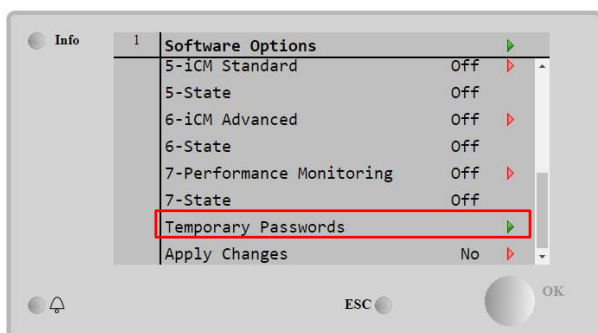 Info
1 Software Options
5-iCM Standard Off
5-State Off
6-iCM Advanced Off
6-State Off
7-Performance Monitoring Off
7-State Off
Temporary Passwords
Apply Changes No
ESC
OK